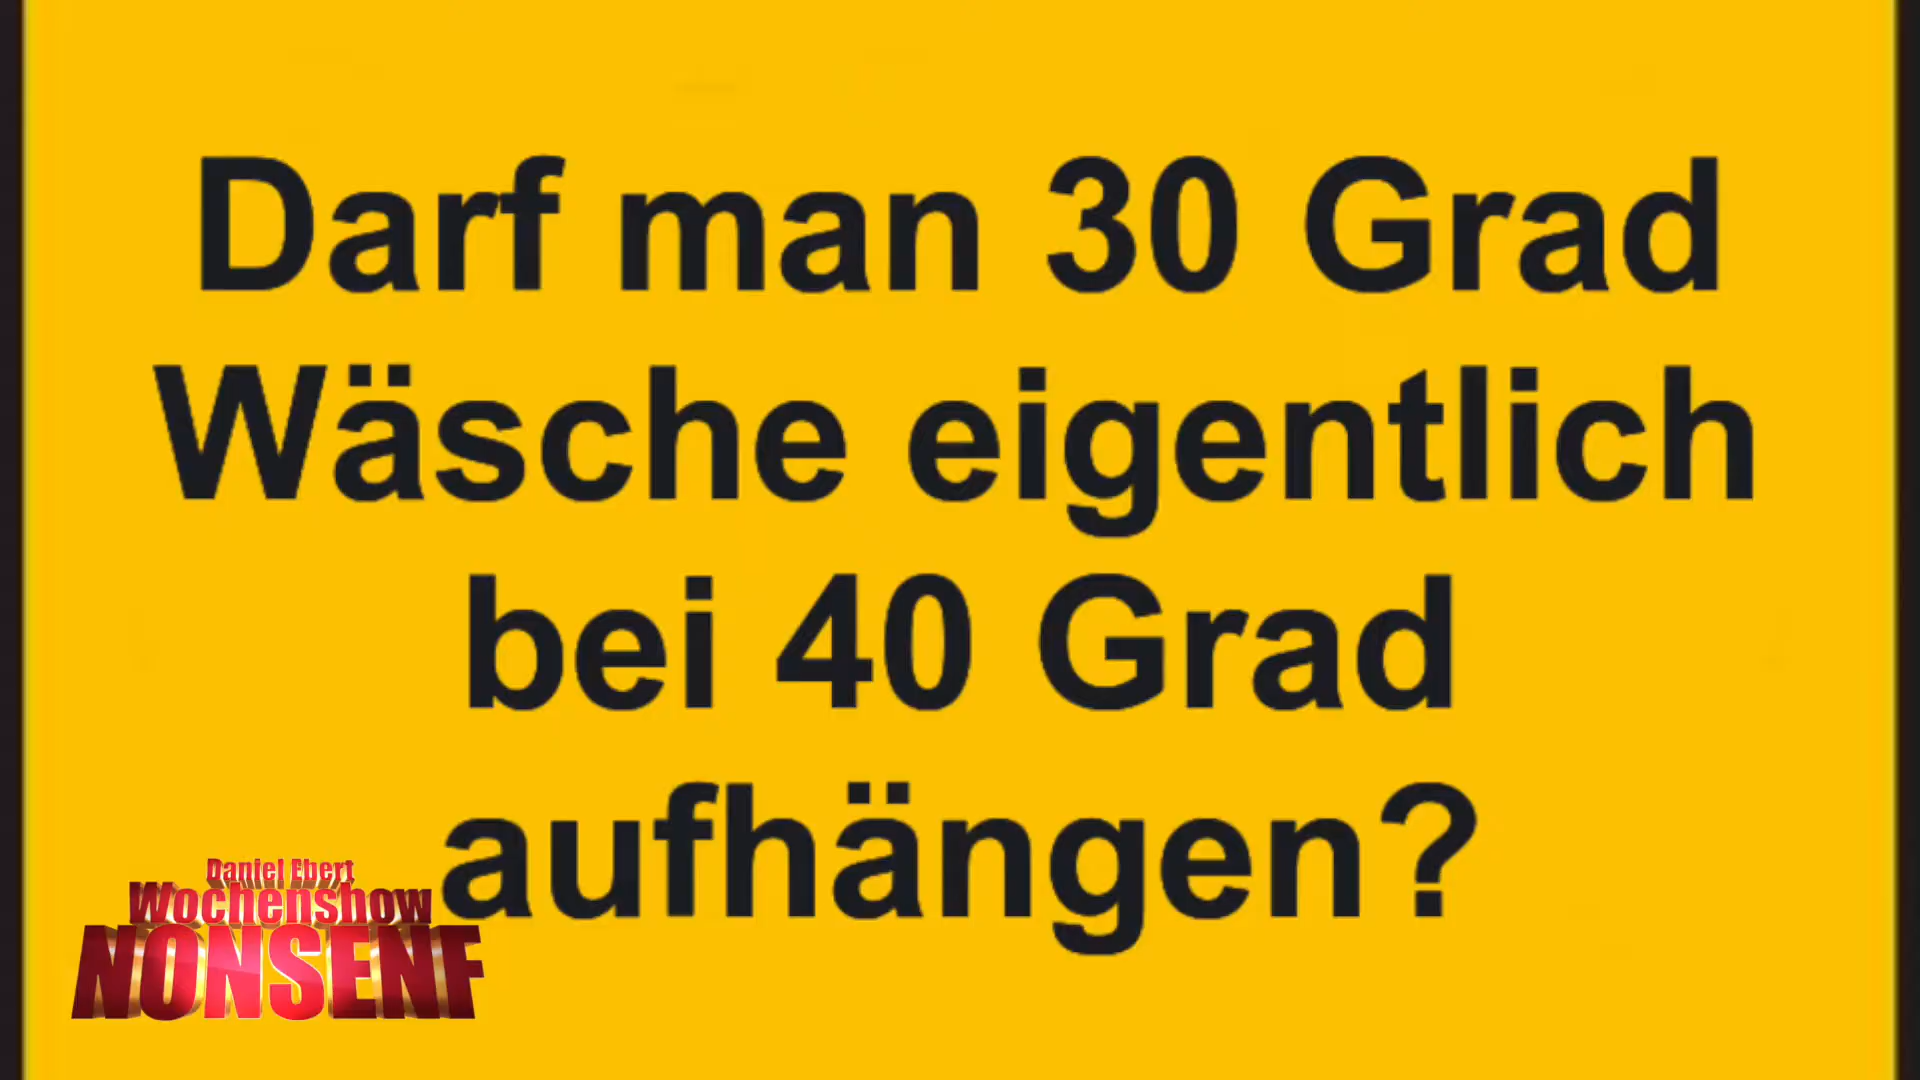 Darf man 30 Grad
Wäsche eigentlich
bei 40 Grad
aufhängen?
Daniel Ebert
Wochenshow
NONSENF